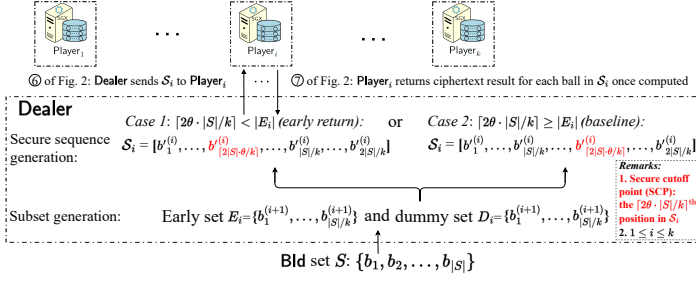 SGX SGX SGX
Player₁ ... Playerᵢ ... Playerₖ
⑥ of Fig. 2: Dealer sends 𝒮ᵢ to Playerᵢ ... ⑦ of Fig. 2: Playerᵢ returns ciphertext result for each ball in 𝒮ᵢ once computed
Dealer
Case 1: ⌈2θ · |S|/k⌉ < |Eᵢ| (early return): or Case 2: ⌈2θ · |S|/k⌉ ≥ |Eᵢ| (baseline):
Secure sequence
generation:
𝒮ᵢ = [b'₁⁽ⁱ⁾, . . . , b'⁽ⁱ⁾_{⌈2|S|·θ/k⌉}, . . . , b'⁽ⁱ⁾_{|S|/k}, . . . , b'⁽ⁱ⁾_{2|S|/k}] 𝒮ᵢ = [b'₁⁽ⁱ⁾, . . . , b'⁽ⁱ⁾_{|S|/k}, . . . , b'⁽ⁱ⁾_{⌈2|S|·θ/k⌉}, . . . , b'⁽ⁱ⁾_{2|S|/k}]
Remarks:
1. Secure cutoff
point (SCP):
the ⌈2θ · |S|/k⌉ᵗʰ
position in 𝒮ᵢ
2. 1 ≤ i ≤ k
Subset generation: Early set Eᵢ={b₁⁽ⁱ⁺¹⁾, . . . , b⁽ⁱ⁺¹⁾_{|S|/k}} and dummy set Dᵢ={b₁⁽ⁱ⁺¹⁾, . . . , b⁽ⁱ⁺¹⁾_{|S|/k}}
Bld set S: {b₁, b₂, . . . , b_{|S|}}